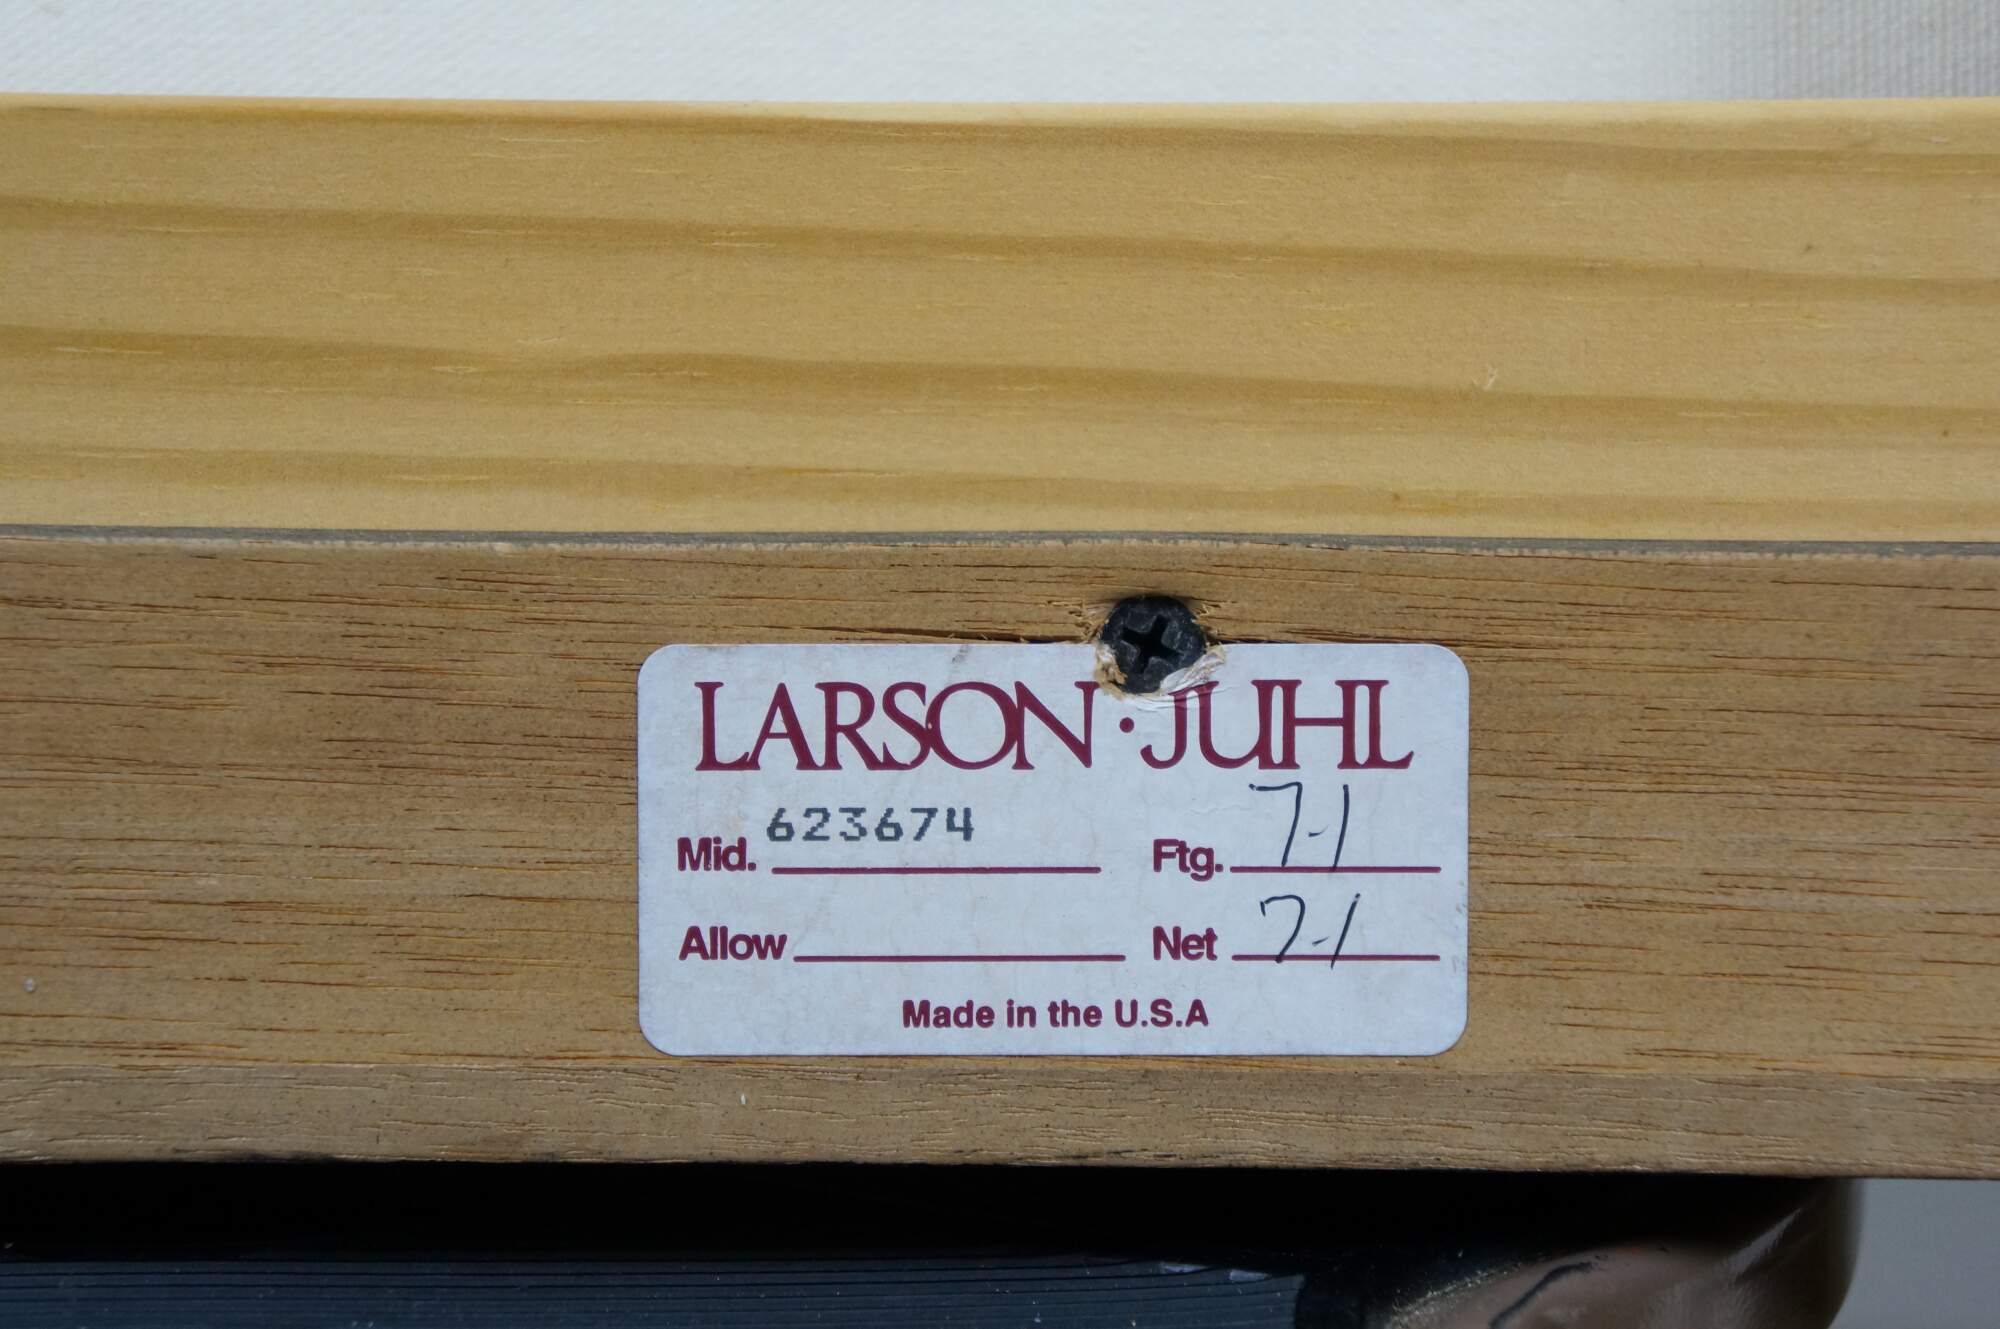 LARSON·JUHL
Mid. 623674 Ftg. 7-1
Allow Net 7-1
Made in the U.S.A